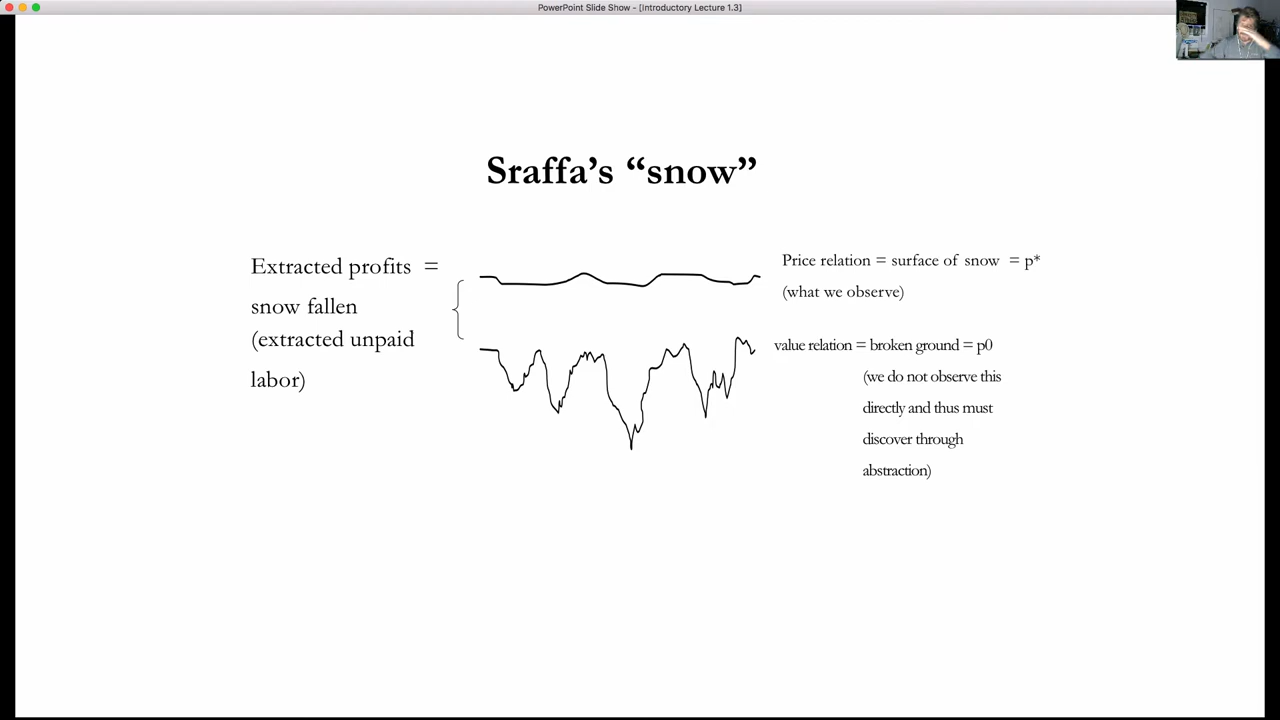 PowerPoint Slide Show - [Introductory Lecture 1.3]
Sraffa’s “snow”
Extracted profits =
snow fallen
(extracted unpaid
labor)
Price relation = surface of snow = p*
(what we observe)
value relation = broken ground = p0
(we do not observe this
directly and thus must
discover through
abstraction)